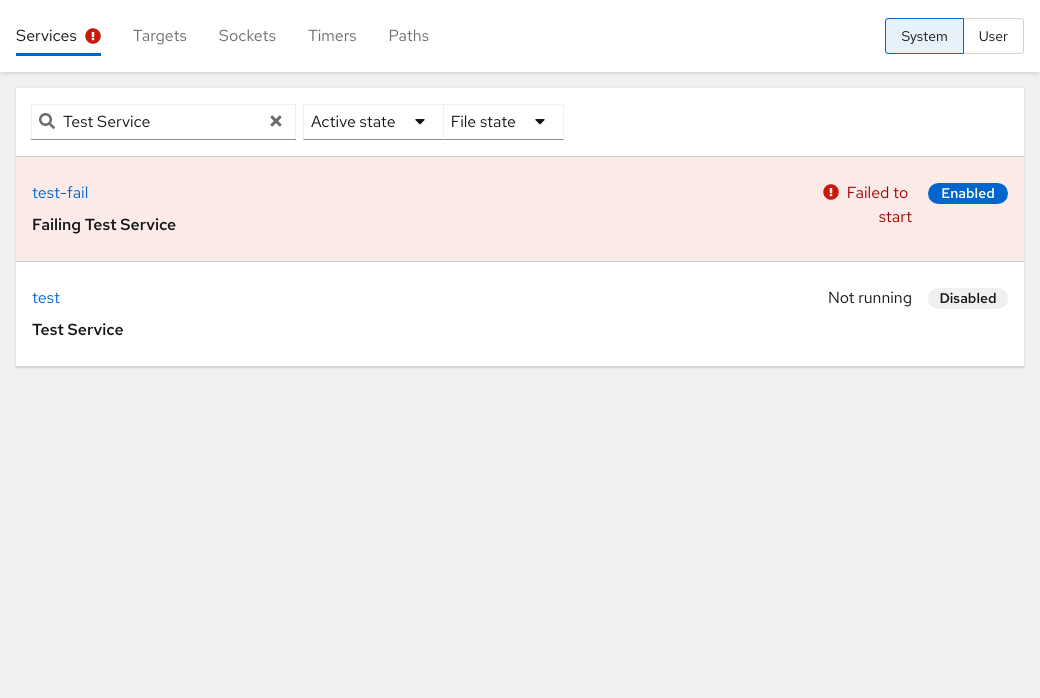 Services Targets Sockets Timers Paths System User
Test Service Active state File state
test-fail Failed to start Enabled
Failing Test Service
test Not running Disabled
Test Service